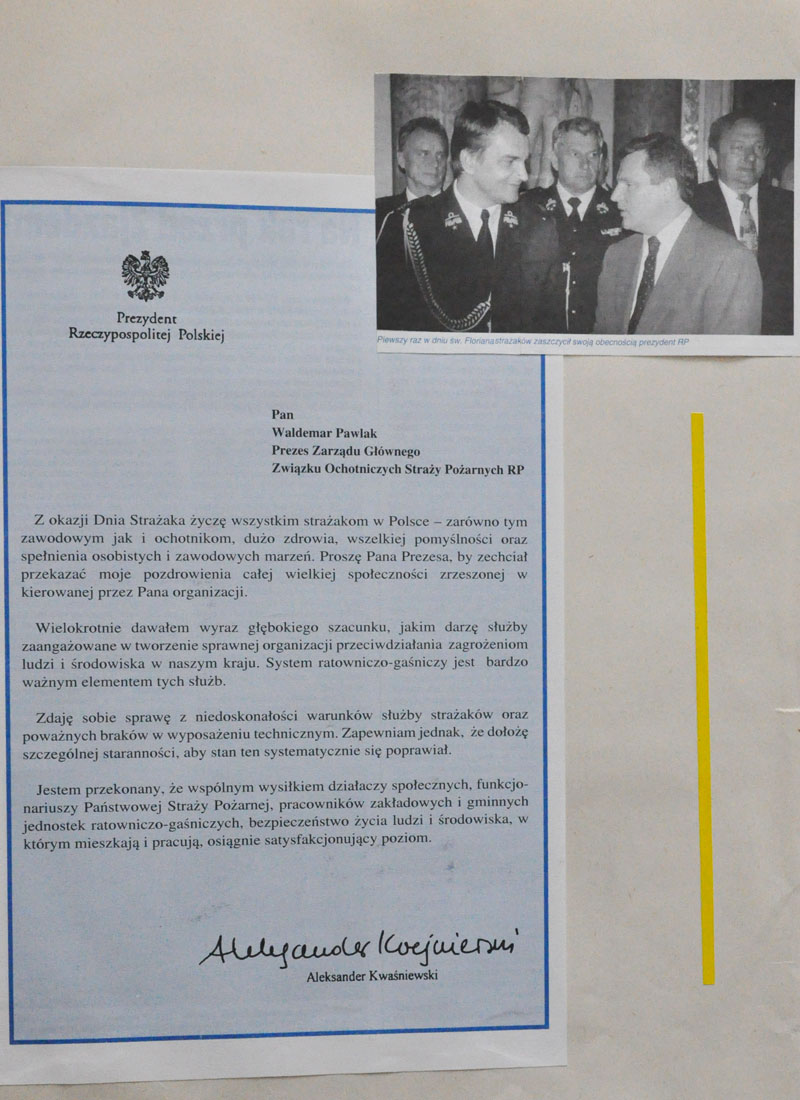 Pierwszy raz w dniu św. Floriana strażaków zaszczycił swoją obecnością prezydent RP
Prezydent
Rzeczypospolitej Polskiej
Pan
Waldemar Pawlak
Prezes Zarządu Głównego
Związku Ochotniczych Straży Pożarnych RP
Z okazji Dnia Strażaka życzę wszystkim strażakom w Polsce – zarówno tym
zawodowym jak i ochotnikom, dużo zdrowia, wszelkiej pomyślności oraz
spełnienia osobistych i zawodowych marzeń. Proszę Pana Prezesa, by zechciał
przekazać moje pozdrowienia całej wielkiej społeczności zrzeszonej w
kierowanej przez Pana organizacji.
Wielokrotnie dawałem wyraz głębokiego szacunku, jakim darzę służby
zaangażowane w tworzenie sprawnej organizacji przeciwdziałania zagrożeniom
ludzi i środowiska w naszym kraju. System ratowniczo-gaśniczy jest bardzo
ważnym elementem tych służb.
Zdaję sobie sprawę z niedoskonałości warunków służby strażaków oraz
poważnych braków w wyposażeniu technicznym. Zapewniam jednak, że dołożę
szczególnej staranności, aby stan ten systematycznie się poprawiał.
Jestem przekonany, że wspólnym wysiłkiem działaczy społecznych, funkcjo-
nariuszy Państwowej Straży Pożarnej, pracowników zakładowych i gminnych
jednostek ratowniczo-gaśniczych, bezpieczeństwo życia ludzi i środowiska, w
którym mieszkają i pracują, osiągnie satysfakcjonujący poziom.
Aleksander Kwaśniewski
Aleksander Kwaśniewski